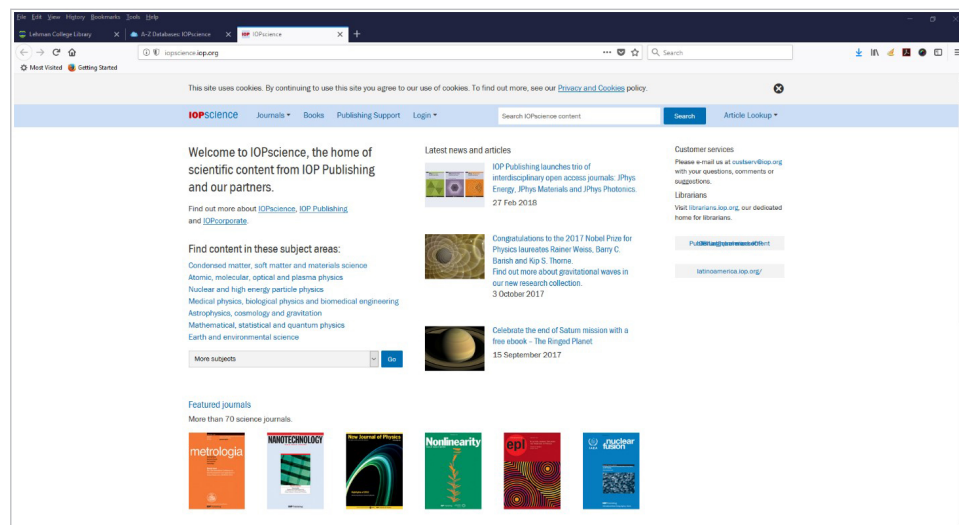 File Edit View History Bookmarks Tools Help
Lehman College Library
A-Z Databases: IOPscience
IOP IOPscience
iopscience.iop.org
Search
Most Visited
Getting Started
This site uses cookies. By continuing to use this site you agree to our use of cookies. To find out more, see our Privacy and Cookies policy.
IOPscience
Journals
Books
Publishing Support
Login
Search IOPscience content
Search
Article Lookup
Welcome to IOPscience, the home of
scientific content from IOP Publishing
and our partners.
Find out more about IOPscience, IOP Publishing
and IOPcorporate.
Find content in these subject areas:
Condensed matter, soft matter and materials science
Atomic, molecular, optical and plasma physics
Nuclear and high energy particle physics
Medical physics, biological physics and biomedical engineering
Astrophysics, cosmology and gravitation
Mathematical, statistical and quantum physics
Earth and environmental science
More subjects
Go
Latest news and articles
IOP Publishing launches trio of
interdisciplinary open access journals: JPhys
Energy, JPhys Materials and JPhys Photonics.
27 Feb 2018
Congratulations to the 2017 Nobel Prize for
Physics laureates Rainer Weiss, Barry C.
Barish and Kip S. Thorne.
Find out more about gravitational waves in
our new research collection.
3 October 2017
Celebrate the end of Saturn mission with a
free ebook – The Ringed Planet
15 September 2017
Customer services
Please e-mail us at custserv@iop.org
with your questions, comments or
suggestions.
Librarians
Visit librarians.iop.org, our dedicated
home for librarians.
latinoamerica.iop.org/
Featured journals
More than 70 science journals.
metrologia
NANOTECHNOLOGY
New Journal of Physics
Nonlinearity
epl
nuclear
fusion